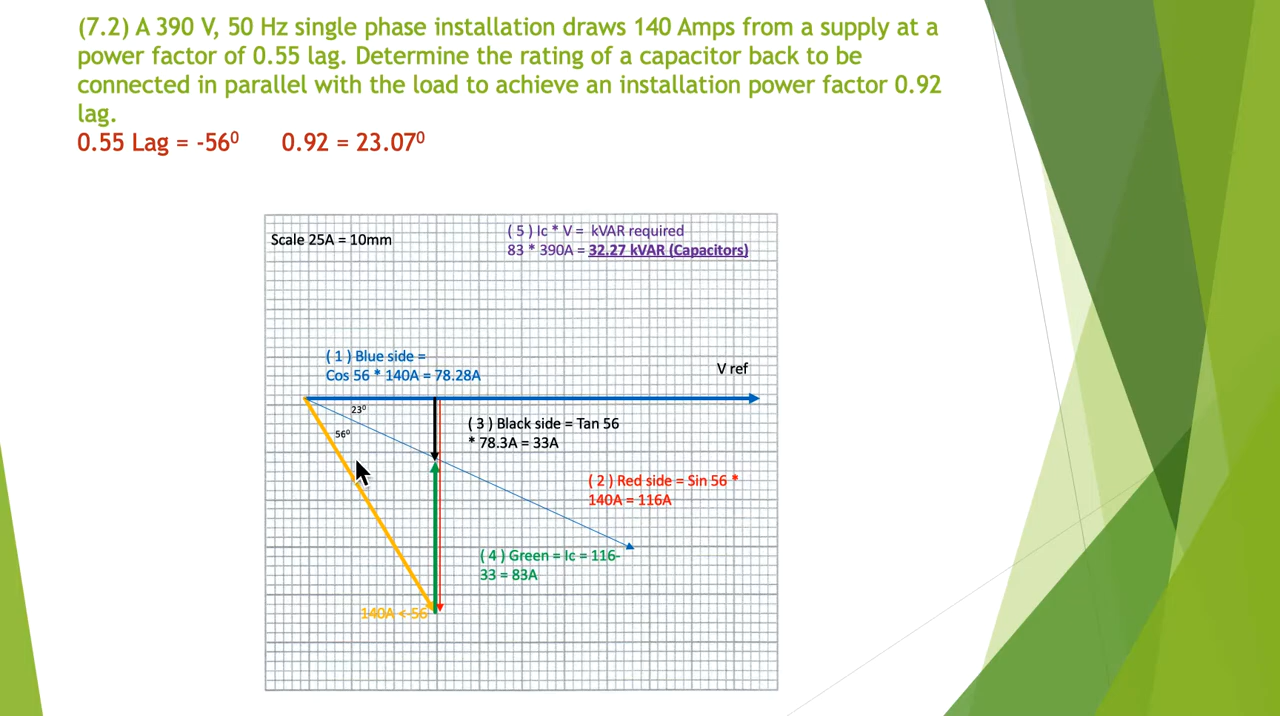 (7.2) A 390 V, 50 Hz single phase installation draws 140 Amps from a supply at a
power factor of 0.55 lag. Determine the rating of a capacitor back to be
connected in parallel with the load to achieve an installation power factor 0.92
lag.
0.55 Lag = -56⁰ 0.92 = 23.07⁰
Scale 25A = 10mm
( 5 ) Ic * V = kVAR required
83 * 390A = 32.27 kVAR (Capacitors)
( 1 ) Blue side =
Cos 56 * 140A = 78.28A
V ref
23⁰
56⁰
( 3 ) Black side = Tan 56
* 78.3A = 33A
( 2 ) Red side = Sin 56 *
140A = 116A
( 4 ) Green = Ic = 116-
33 = 83A
140A <-56